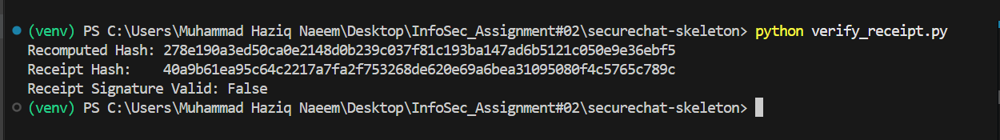 (venv) PS C:\Users\Muhammad Haziq Naeem\Desktop\InfoSec_Assignment#02\securechat-skeleton> python verify_receipt.py
Recomputed Hash: 278e190a3ed50ca0e2148d0b239c037f81c193ba147ad6b5121c050e9e36ebf5
Receipt Hash:    40a9b61ea95c64c2217a7fa2f753268de620e69a6bea31095080f4c5765c789c
Receipt Signature Valid: False
(venv) PS C:\Users\Muhammad Haziq Naeem\Desktop\InfoSec_Assignment#02\securechat-skeleton>